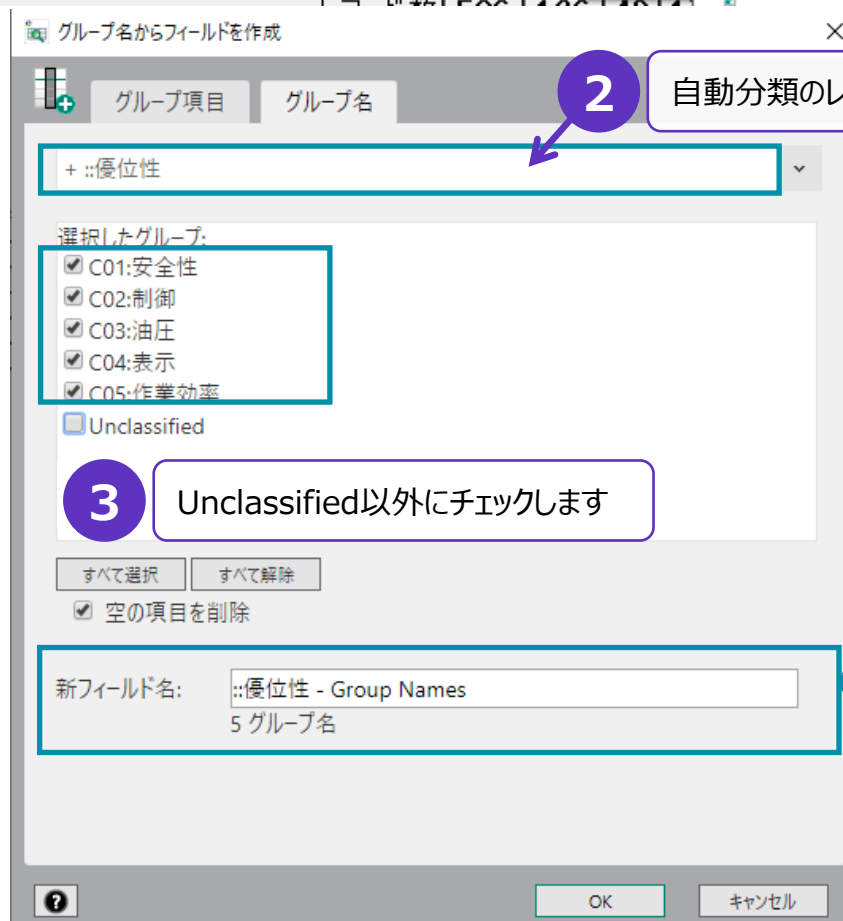 グループ名からフィールドを作成
グループ項目
グループ名
2
自動分類のレ
+ ::優位性
選択したグループ:
C01:安全性
C02:制御
C03:油圧
C04:表示
C05:作業効率
Unclassified
3
Unclassified以外にチェックします
すべて選択
すべて解除
空の項目を削除
新フィールド名:
::優位性 - Group Names
5 グループ名
OK
キャンセル